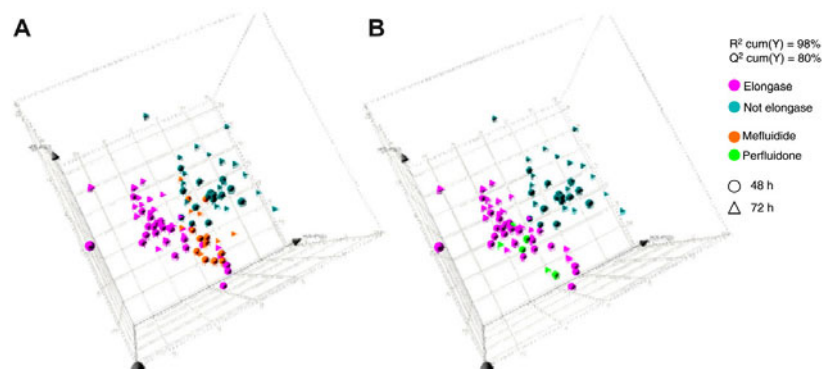 A
B
R² cum(Y) = 98%
Q² cum(Y) = 80%
Elongase
Not elongase
Mefluidide
Perfluidone
48 h
72 h